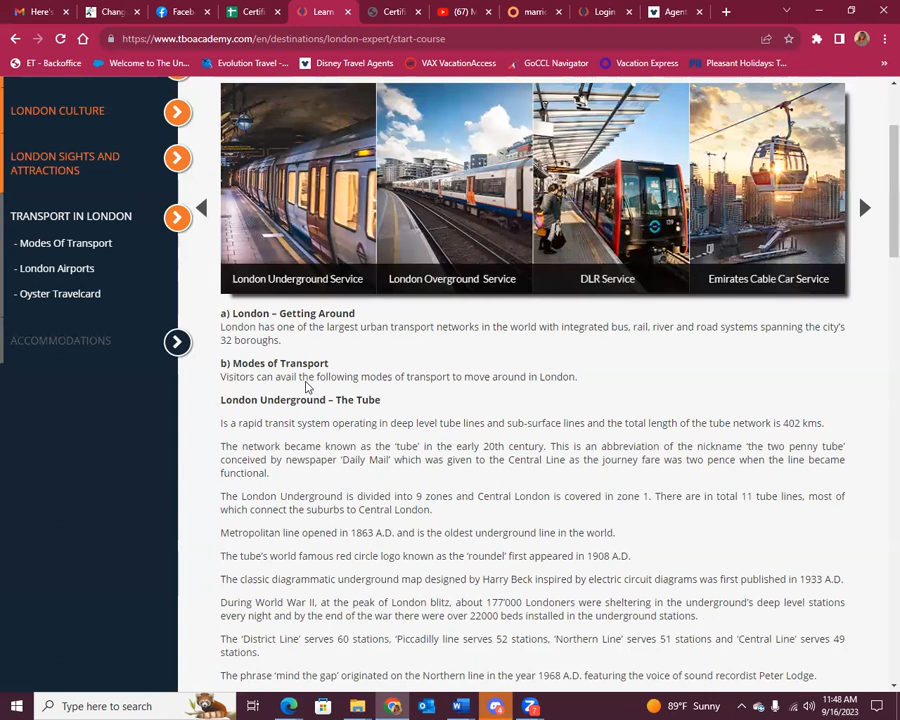 Here's
Chang
Faceb
Certifi
Learn
Certifi
(67) M
marri
Login
Agent
https://www.tboacademy.com/en/destinations/london-expert/start-course
ET - Backoffice
Welcome to The Un...
Evolution Travel -...
Disney Travel Agents
VAX VacationAccess
GoCCL Navigator
Vacation Express
Pleasant Holidays: T...
»
LONDON CULTURE
LONDON SIGHTS AND
ATTRACTIONS
TRANSPORT IN LONDON
- Modes Of Transport
- London Airports
- Oyster Travelcard
ACCOMMODATIONS
London Underground Service
London Overground Service
DLR Service
Emirates Cable Car Service
a) London – Getting Around
London has one of the largest urban transport networks in the world with integrated bus, rail, river and road systems spanning the city's
32 boroughs.
b) Modes of Transport
Visitors can avail the following modes of transport to move around in London.
London Underground – The Tube
Is a rapid transit system operating in deep level tube lines and sub-surface lines and the total length of the tube network is 402 kms.
The network became known as the 'tube' in the early 20th century. This is an abbreviation of the nickname 'the two penny tube'
conceived by newspaper 'Daily Mail' which was given to the Central Line as the journey fare was two pence when the line became
functional.
The London Underground is divided into 9 zones and Central London is covered in zone 1. There are in total 11 tube lines, most of
which connect the suburbs to Central London.
Metropolitan line opened in 1863 A.D. and is the oldest underground line in the world.
The tube's world famous red circle logo known as the 'roundel' first appeared in 1908 A.D.
The classic diagrammatic underground map designed by Harry Beck inspired by electric circuit diagrams was first published in 1933 A.D.
During World War II, at the peak of London blitz, about 177'000 Londoners were sheltering in the underground's deep level stations
every night and by the end of the war there were over 22000 beds installed in the underground stations.
The 'District Line' serves 60 stations, 'Piccadilly line serves 52 stations, 'Northern Line' serves 51 stations and 'Central Line' serves 49
stations.
The phrase 'mind the gap' originated on the Northern line in the year 1968 A.D. featuring the voice of sound recordist Peter Lodge.
Type here to search
89°F Sunny
11:48 AM
9/16/2023